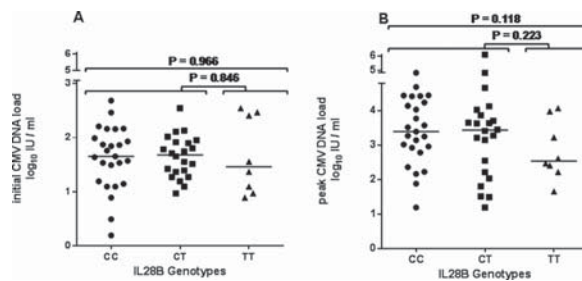 A
P = 0.966
P = 0.846
initial CMV DNA load
log10 IU / ml
6
5
3
2
1
0
CC CT TT
IL28B Genotypes
B
P = 0.118
P = 0.223
peak CMV DNA load
log10 IU / ml
6
5
4
3
2
1
0
CC CT TT
IL28B Genotypes